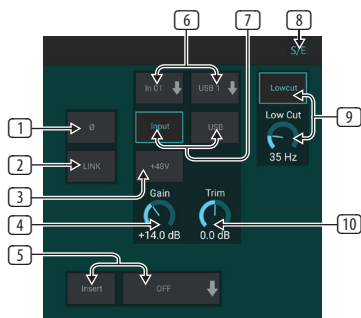 6
7
8
S/E
In 01
USB 1
Lowcut
1
Ø
Input
USB
Low Cut
9
2
LINK
+48V
35 Hz
3
Gain
Trim
4
+14.0 dB
0.0 dB
10
5
Insert
OFF